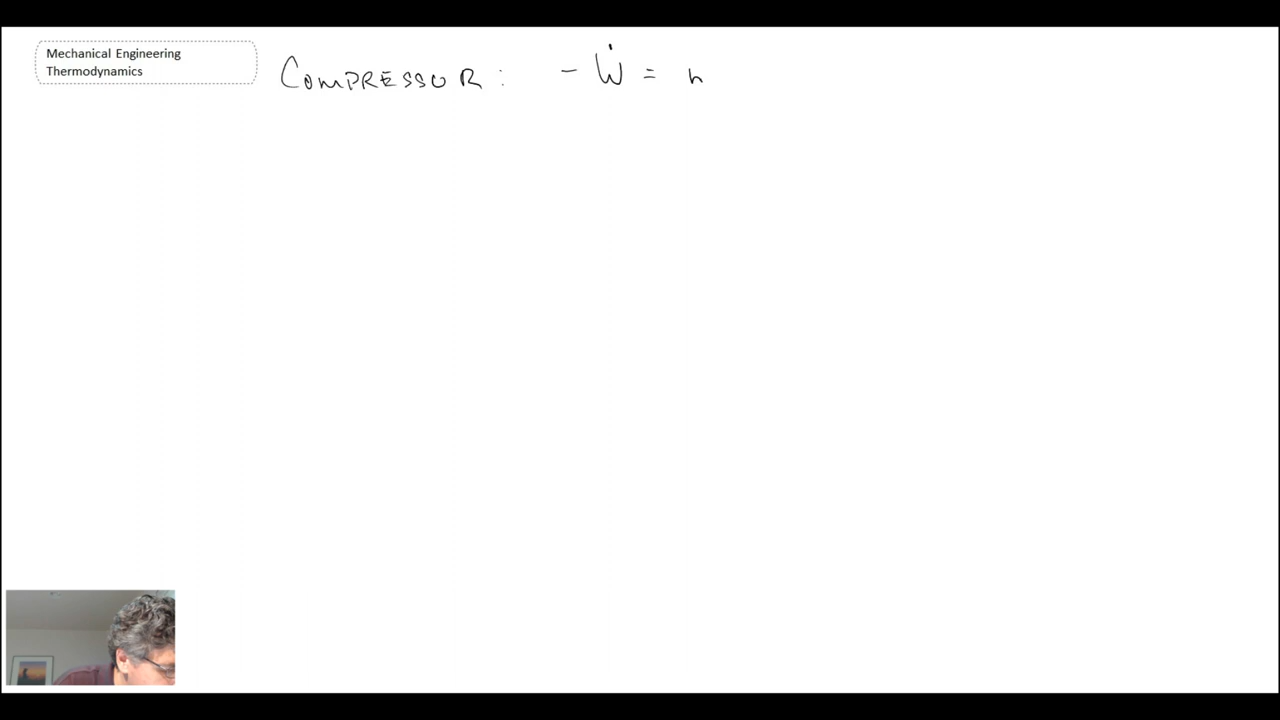 Mechanical Engineering
Thermodynamics
COMPRESSOR: - Ẇ = n